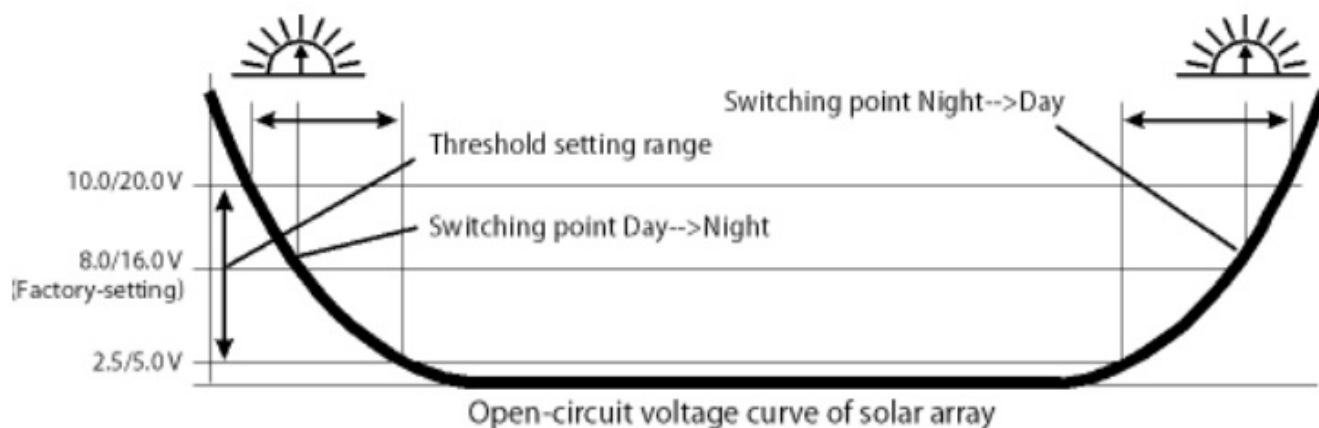 Switching point Night-->Day
Threshold setting range
10.0/20.0 V
Switching point Day-->Night
8.0/16.0 V
(Factory-setting)
2.5/5.0 V
Open-circuit voltage curve of solar array